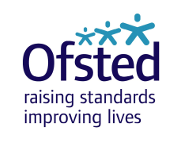 Ofsted
raising standards
improving lives